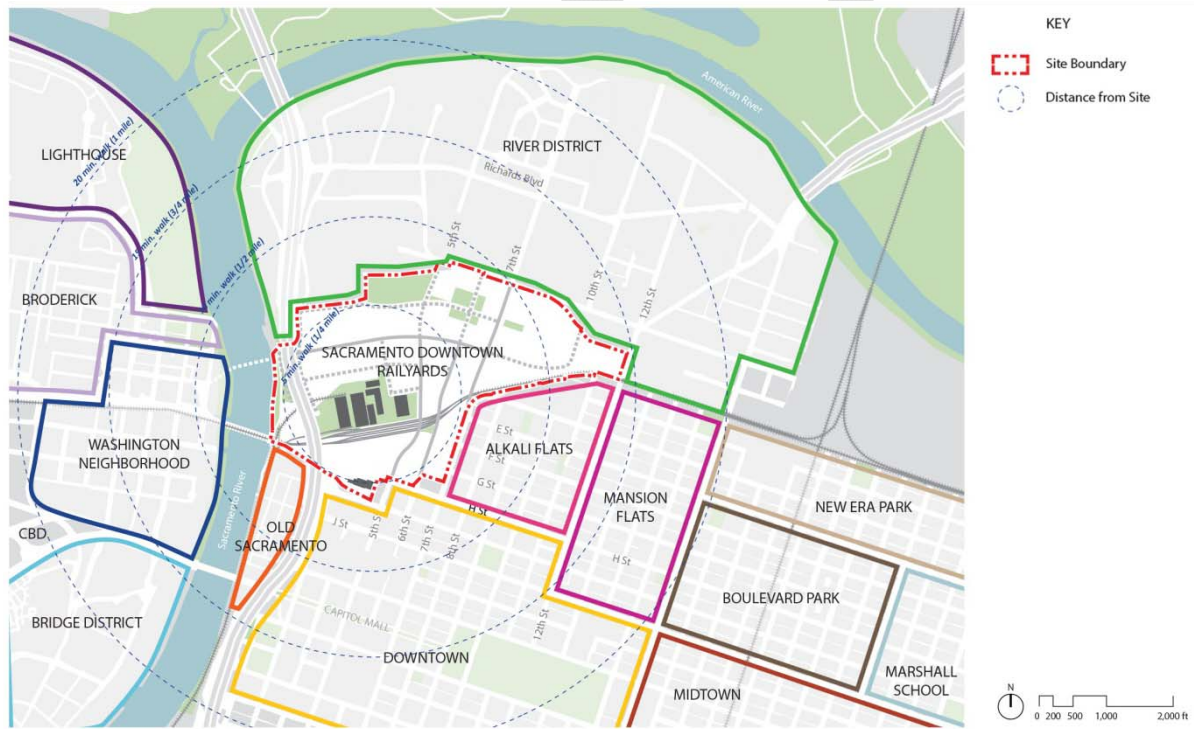 KEY
Site Boundary
Distance from Site
American River
LIGHTHOUSE
20 min. walk (1 mile)
RIVER DISTRICT
Richards Blvd
15 min. walk (3/4 mile)
min. walk (1/2 mile)
5th St
7th St
10th St
12th St
BRODERICK
5 min. walk (1/4 mile)
SACRAMENTO DOWNTOWN
RAILYARDS
WASHINGTON
NEIGHBORHOOD
E St
F St
G St
H St
ALKALI FLATS
MANSION
FLATS
H St
NEW ERA PARK
CBD
Sacramento River
OLD
SACRAMENTO
J St
5th St
6th St
7th St
8th St
BOULEVARD PARK
BRIDGE DISTRICT
CAPITOL MALL
12th St
DOWNTOWN
MIDTOWN
MARSHALL
SCHOOL
N
0 200 500 1,000 2,000 ft